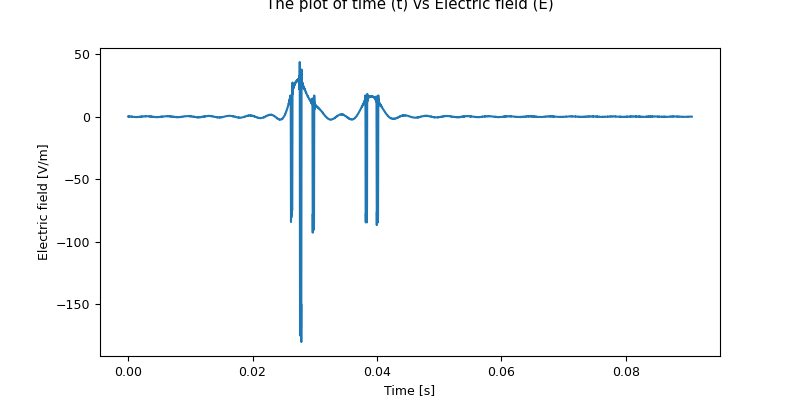 The plot of time (t) vs Electric field (E)
50
0
−50
−100
−150
Electric field [V/m]
0.00 0.02 0.04 0.06 0.08
Time [s]